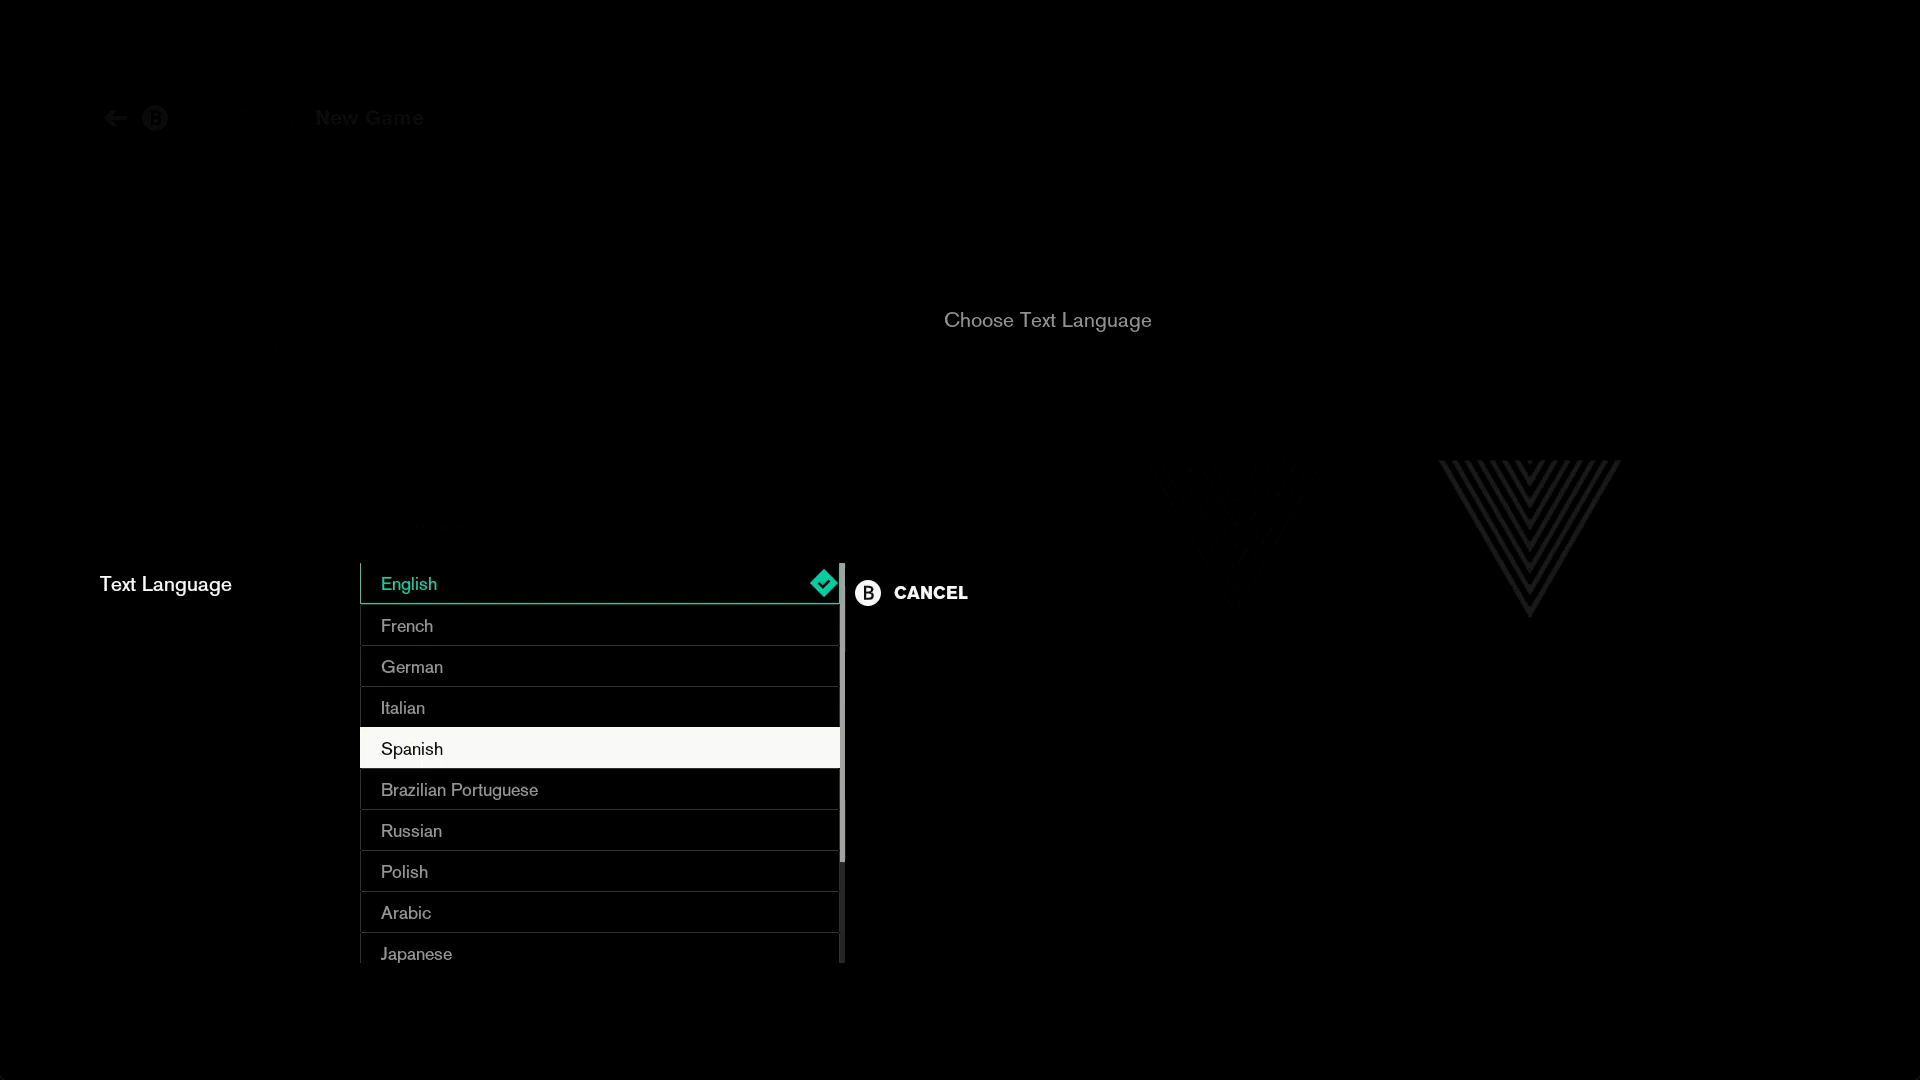 B New Game
Choose Text Language
Text Language
English
B CANCEL
French
German
Italian
Spanish
Brazilian Portuguese
Russian
Polish
Arabic
Japanese